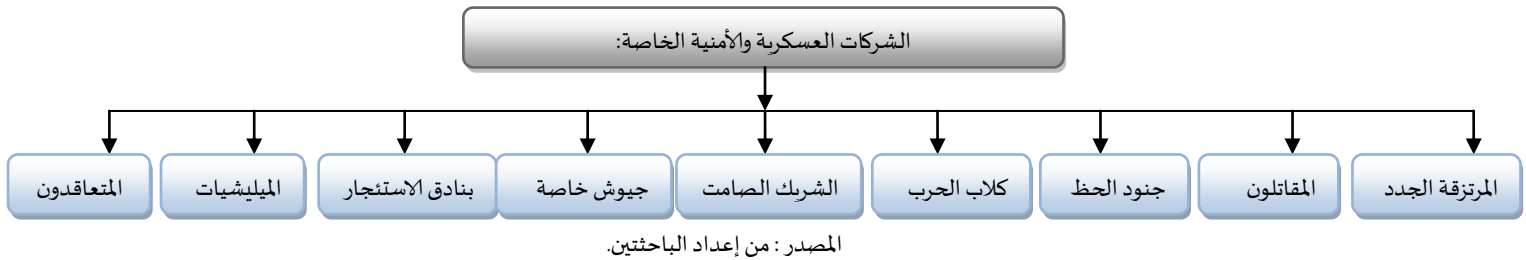 الشركات العسكرية والأمنية الخاصة:
المرتزقة الجدد
المقاتلون
جنود الحظ
كلاب الحرب
الشريك الصامت
جيوش خاصة
بنادق الاستئجار
الميليشيات
المتعاقدون
المصدر : من إعداد الباحثتين.